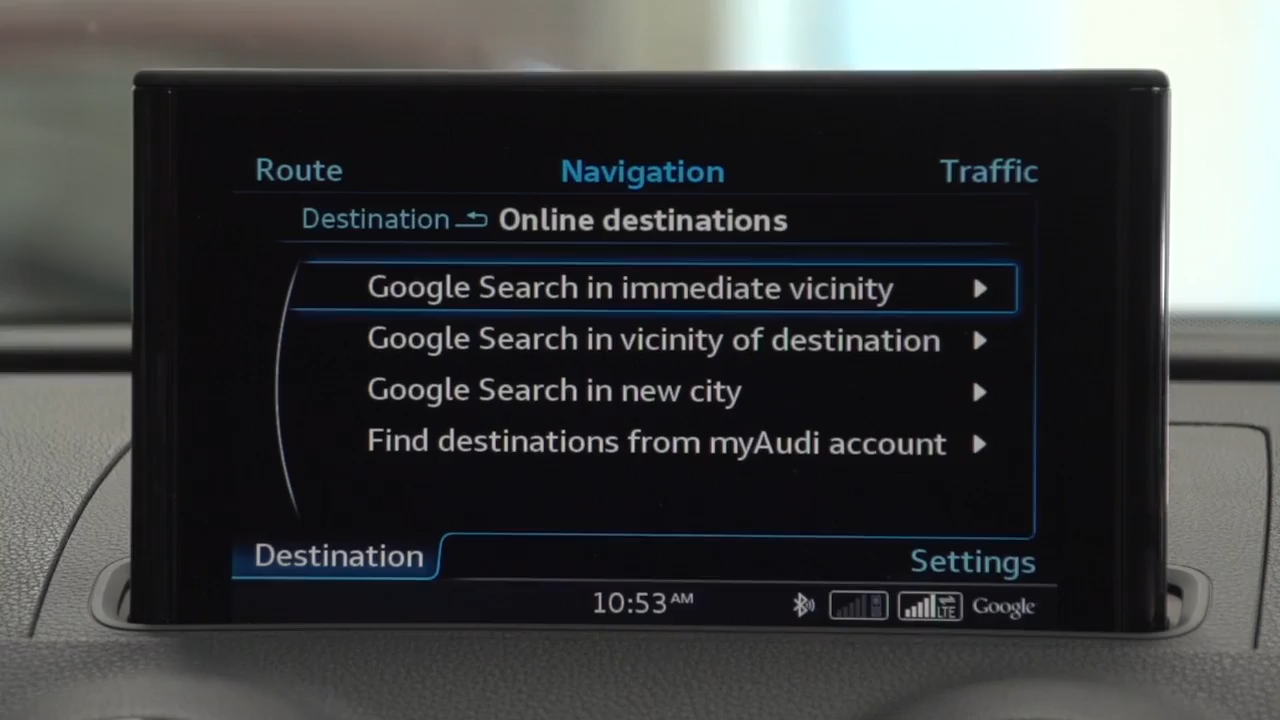 Route Navigation Traffic
Destination Online destinations
Google Search in immediate vicinity
Google Search in vicinity of destination
Google Search in new city
Find destinations from myAudi account
Destination Settings
10:53 AM LTE Google